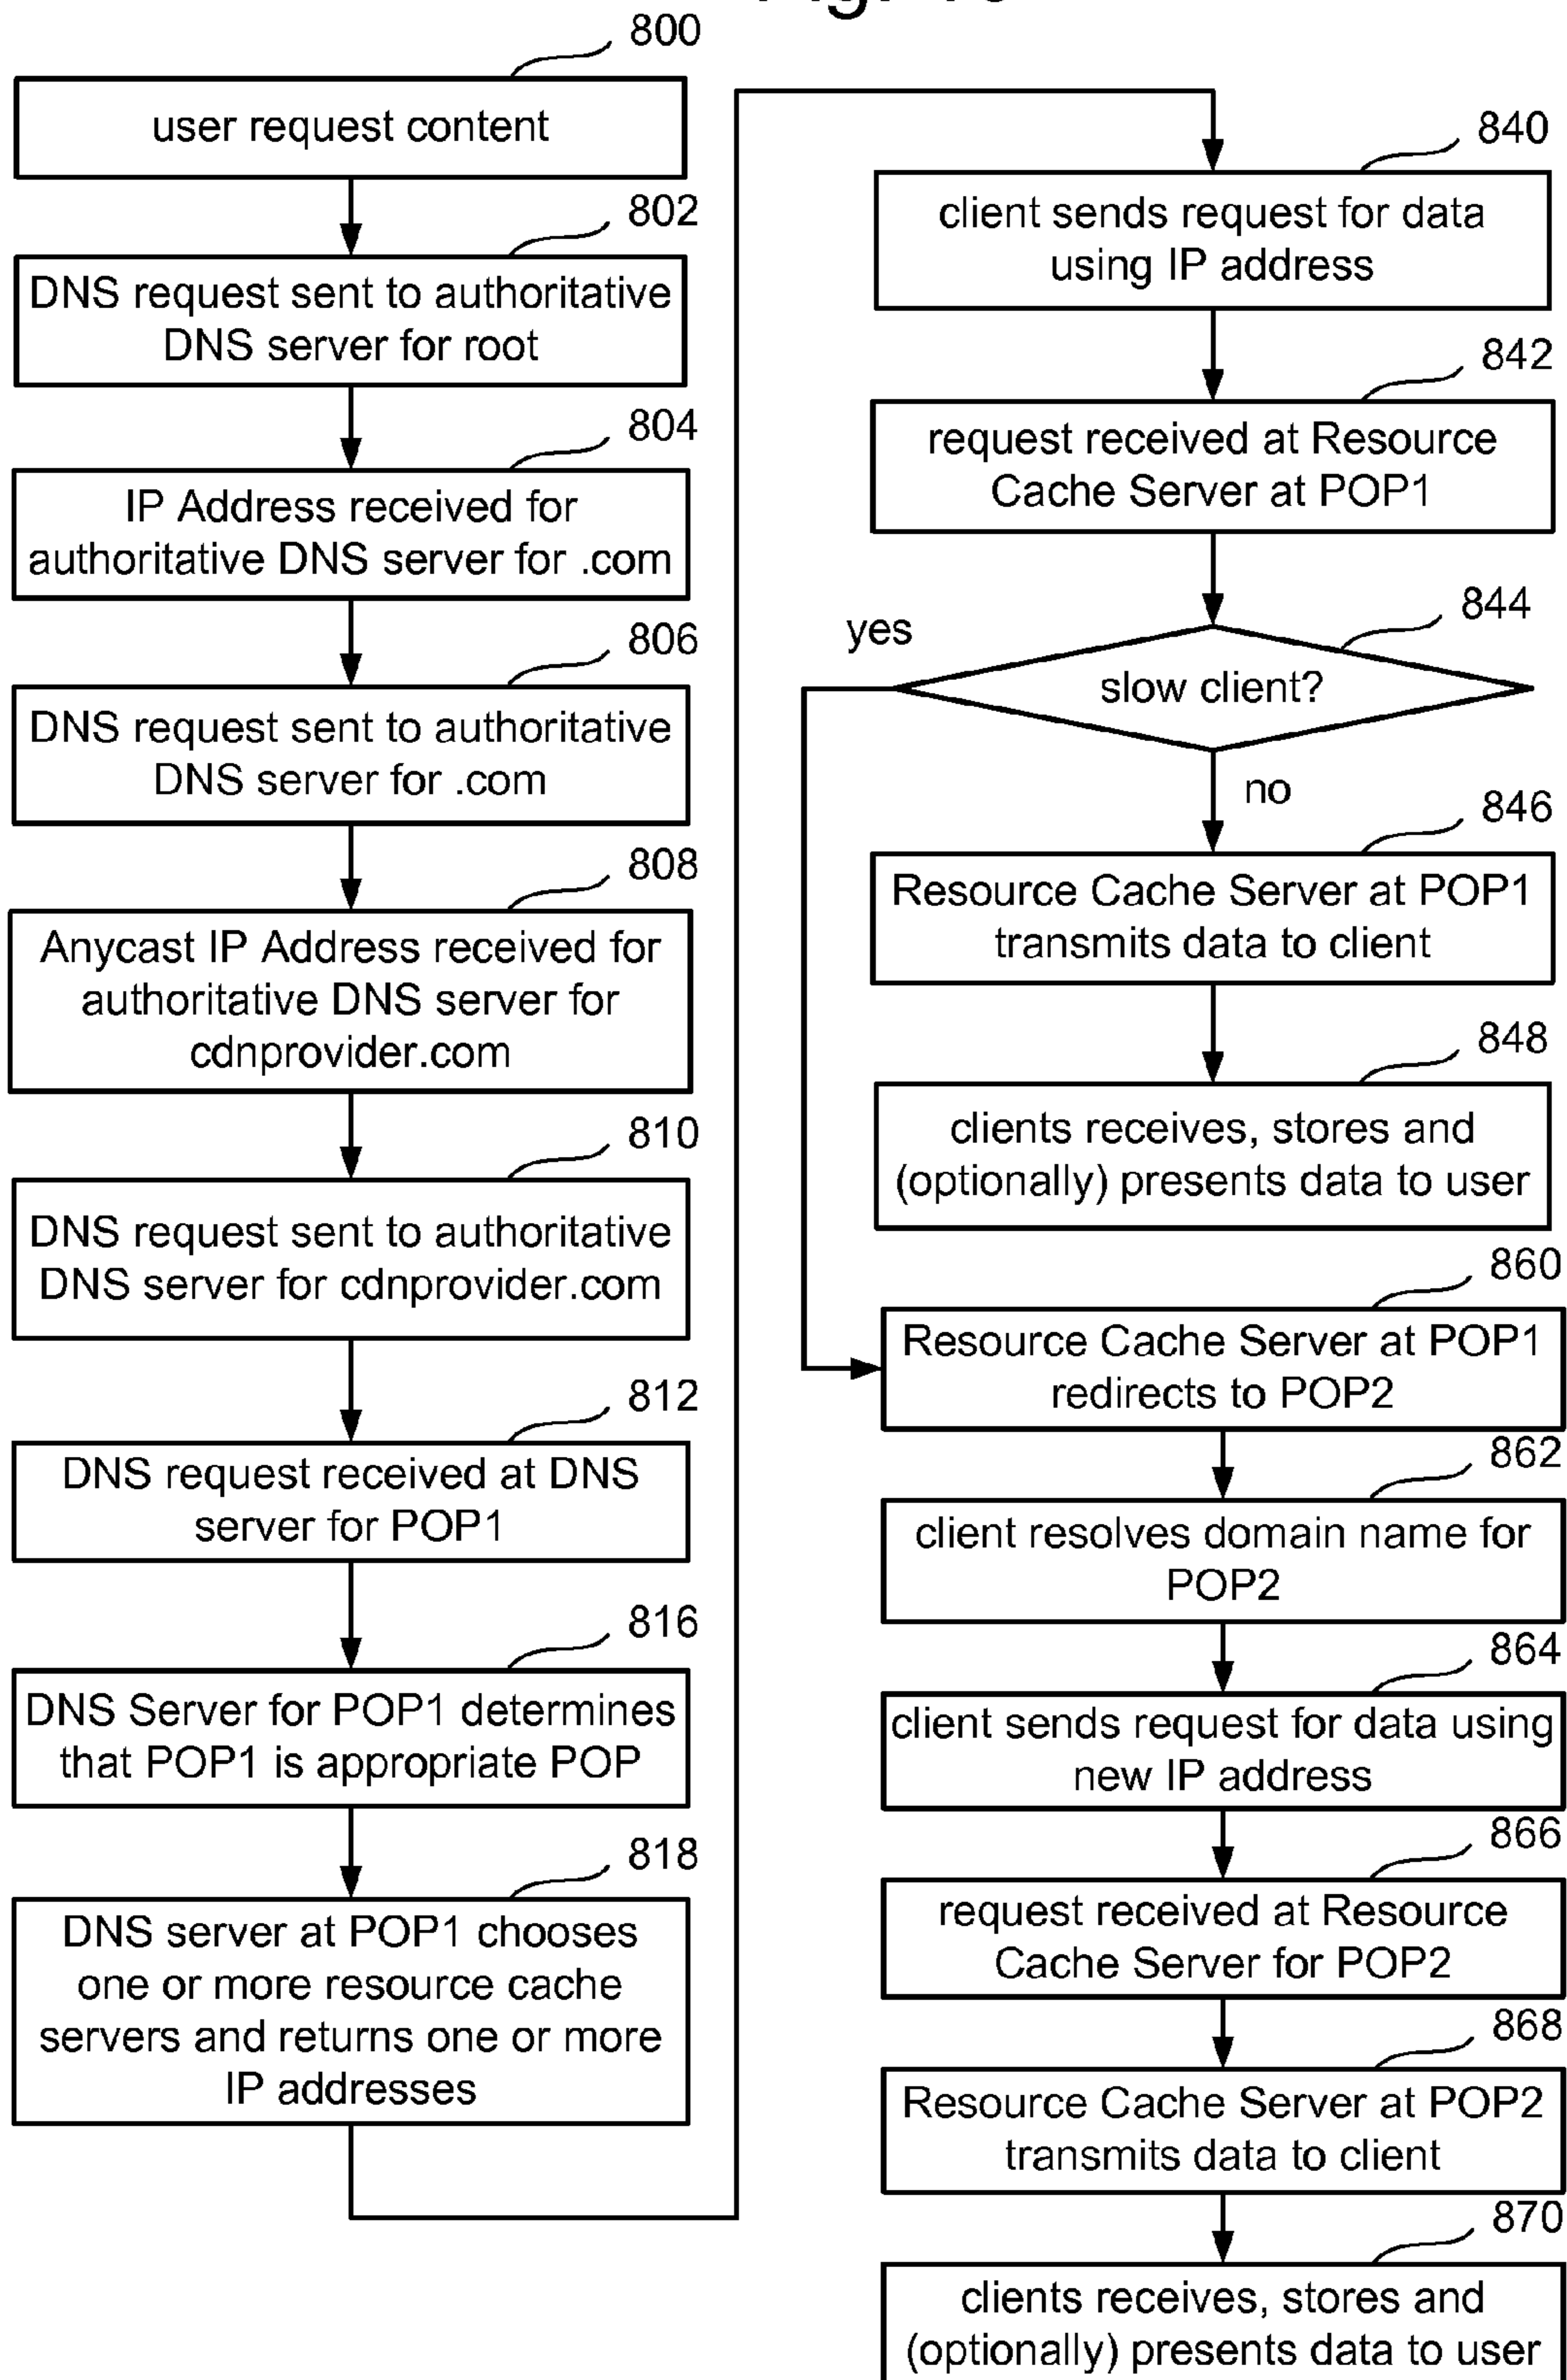 800
user request content
802
DNS request sent to authoritative
DNS server for root
804
IP Address received for
authoritative DNS server for .com
806
DNS request sent to authoritative
DNS server for .com
808
Anycast IP Address received for
authoritative DNS server for
cdnprovider.com
810
DNS request sent to authoritative
DNS server for cdnprovider.com
812
DNS request received at DNS
server for POP1
816
DNS Server for POP1 determines
that POP1 is appropriate POP
818
DNS server at POP1 chooses
one or more resource cache
servers and returns one or more
IP addresses
840
client sends request for data
using IP address
842
request received at Resource
Cache Server at POP1
844
yes
slow client?
no
846
Resource Cache Server at POP1
transmits data to client
848
clients receives, stores and
(optionally) presents data to user
860
Resource Cache Server at POP1
redirects to POP2
862
client resolves domain name for
POP2
864
client sends request for data using
new IP address
866
request received at Resource
Cache Server for POP2
868
Resource Cache Server at POP2
transmits data to client
870
clients receives, stores and
(optionally) presents data to user